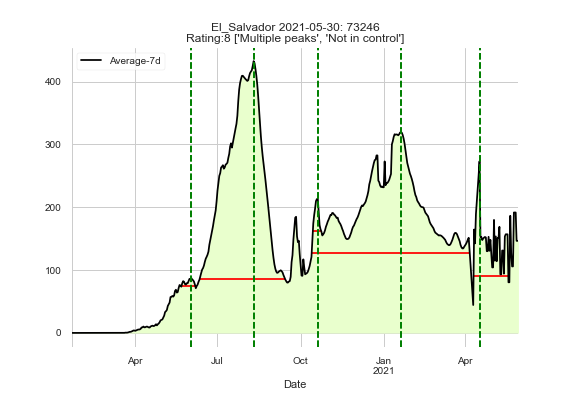 El_Salvador 2021-05-30: 73246
Rating:8 ['Multiple peaks', 'Not in control']
Average-7d
400
300
200
100
0
Apr
Jul
Oct
Jan
2021
Apr
Date